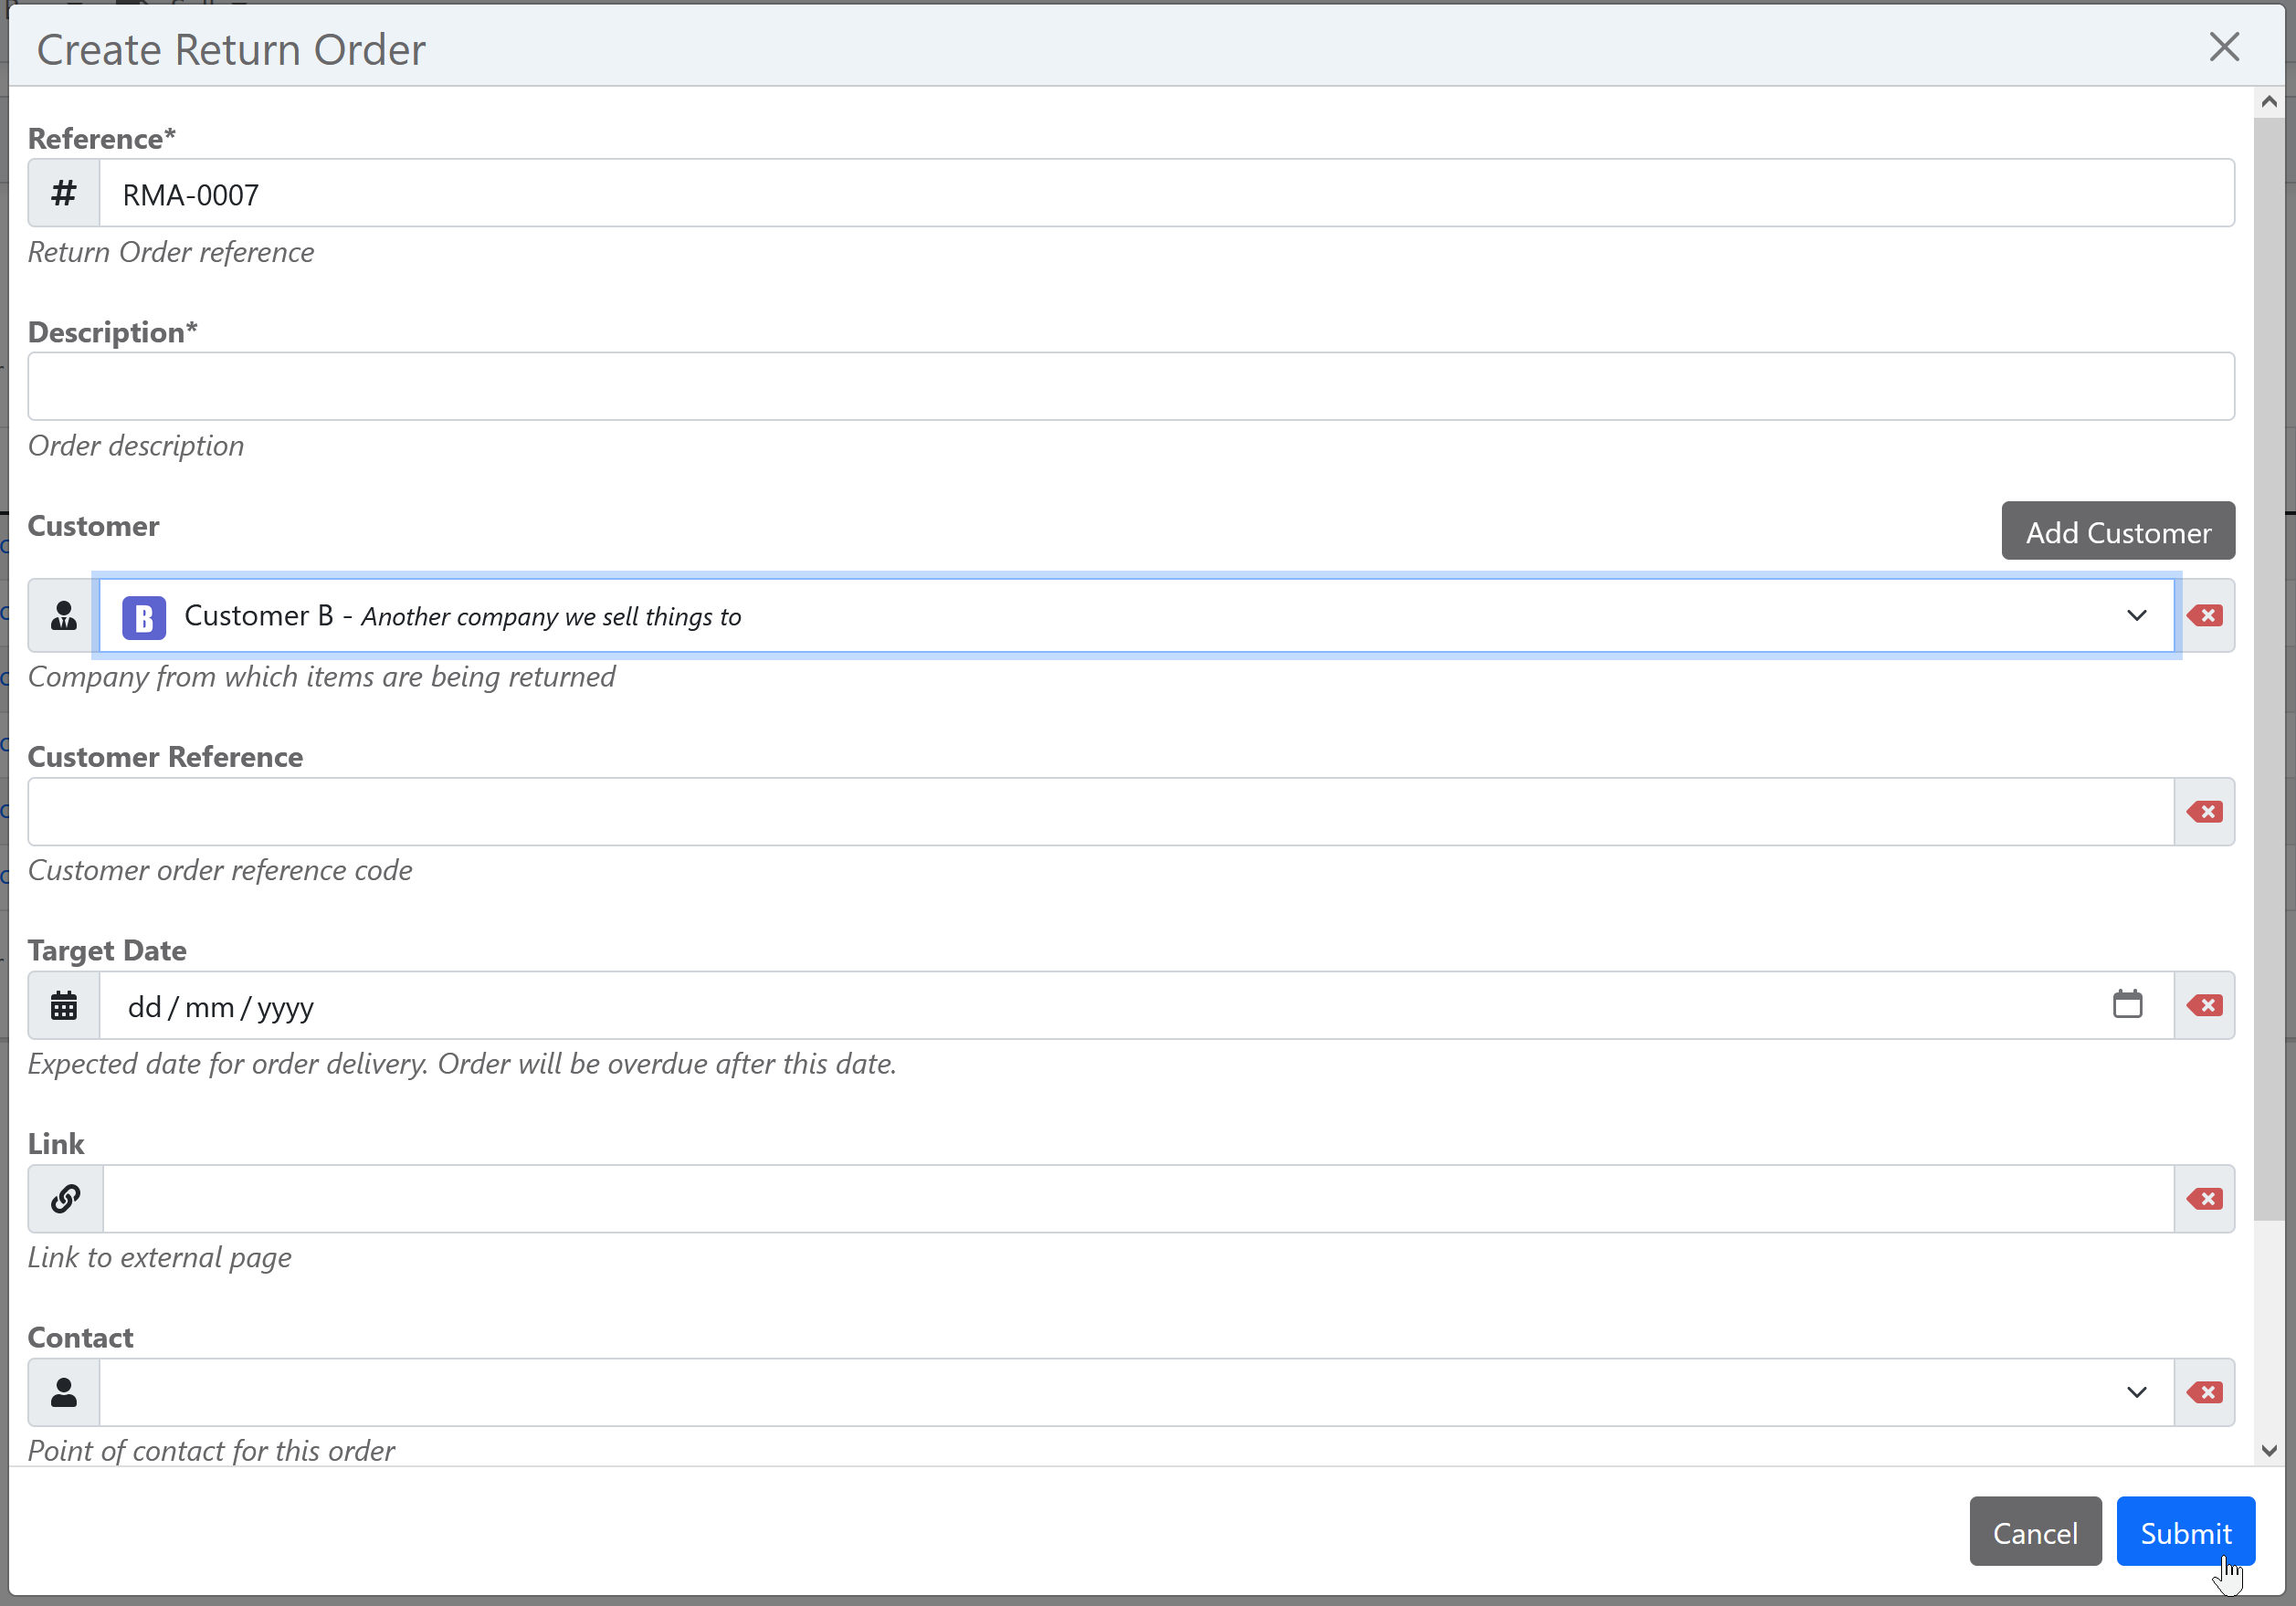 Create Return Order
Reference*
# RMA-0007
Return Order reference
Description*
Order description
Customer
Add Customer
B Customer B - Another company we sell things to
Company from which items are being returned
Customer Reference
Customer order reference code
Target Date
dd / mm / yyyy
Expected date for order delivery. Order will be overdue after this date.
Link
Link to external page
Contact
Point of contact for this order
Cancel Submit